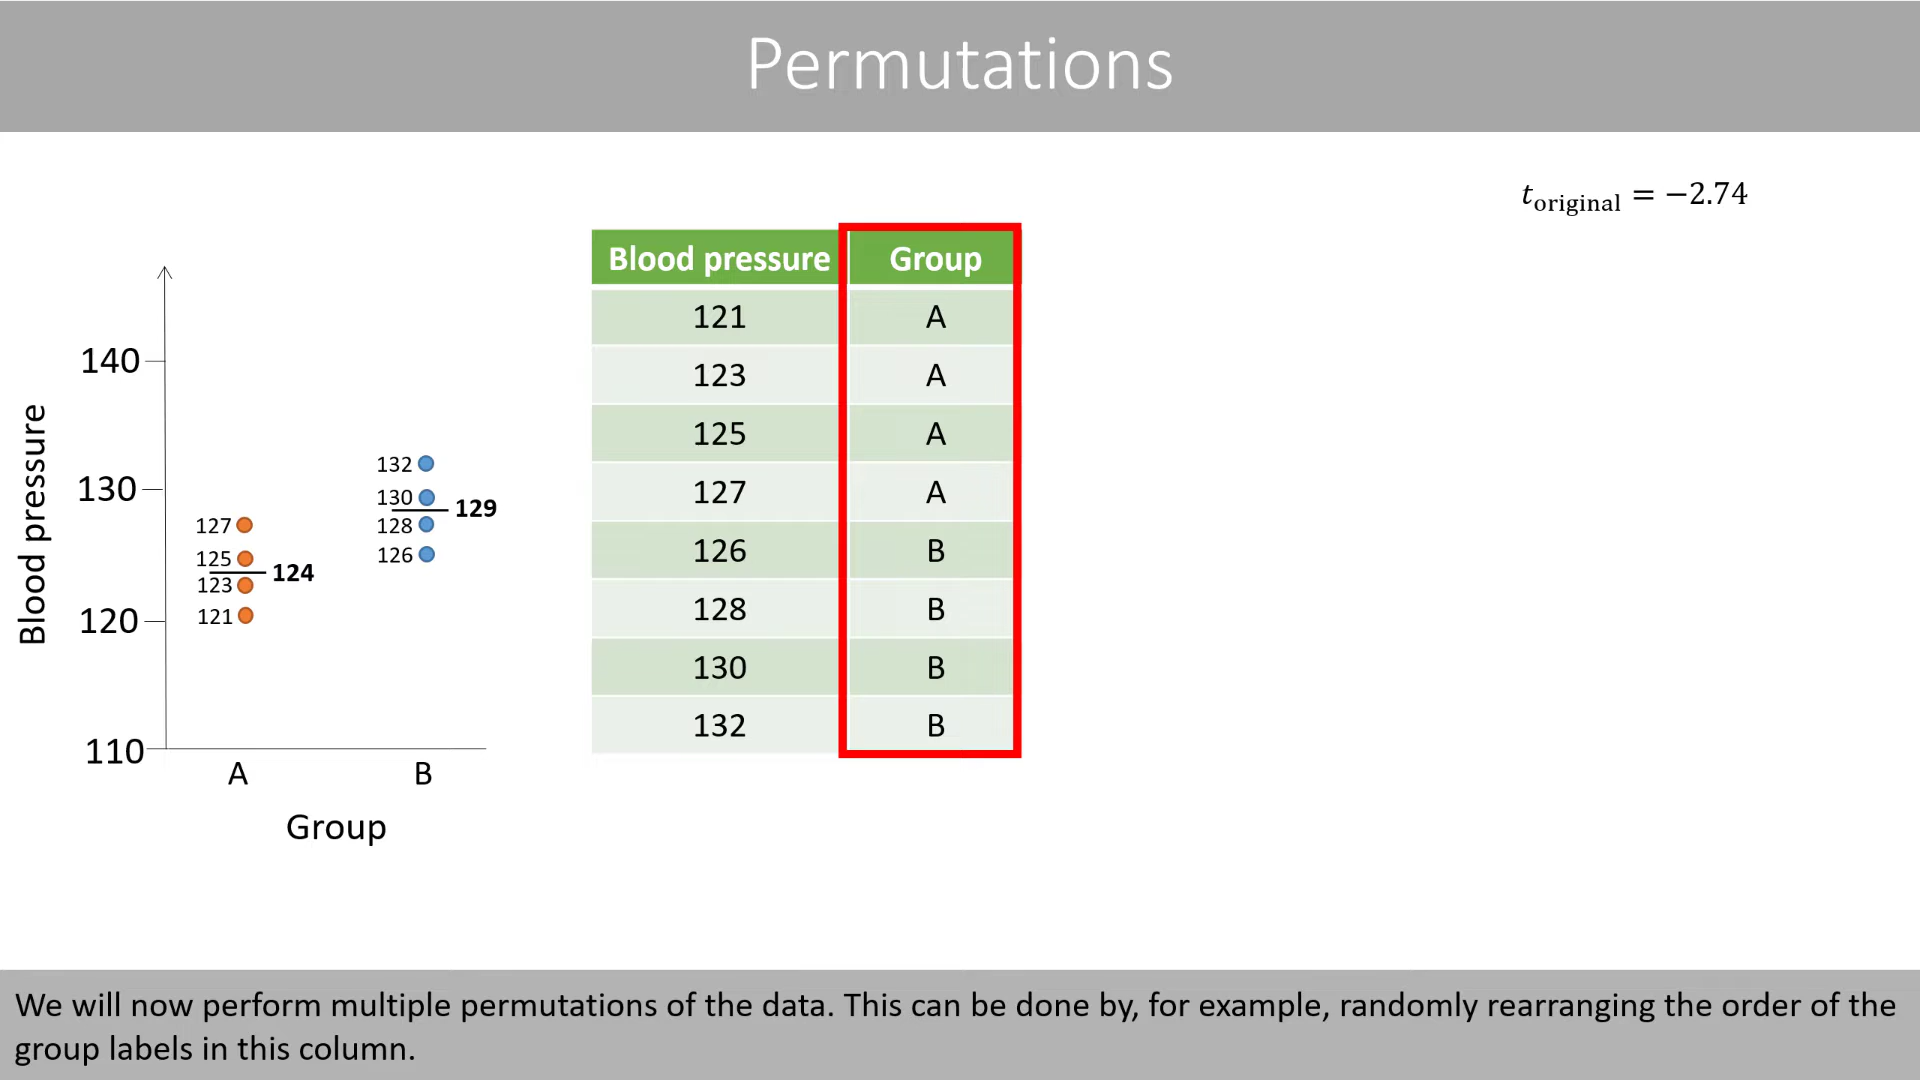 Permutations
t original = −2.74
Blood pressure Group
121 A
123 A
125 A
127 A
126 B
128 B
130 B
132 B
Blood pressure
140
130
120
110
127
125
124
123
121
132
130
129
128
126
A B
Group
We will now perform multiple permutations of the data. This can be done by, for example, randomly rearranging the order of the
group labels in this column.